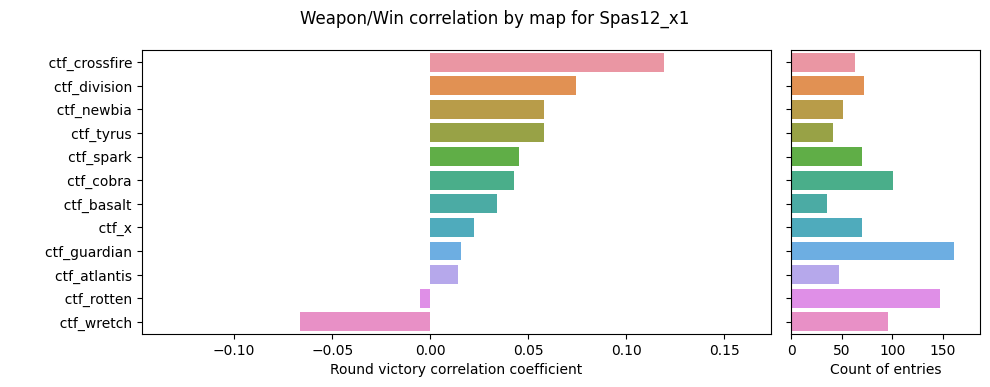 Weapon/Win correlation by map for Spas12_x1
ctf_crossfire
ctf_division
ctf_newbia
ctf_tyrus
ctf_spark
ctf_cobra
ctf_basalt
ctf_x
ctf_guardian
ctf_atlantis
ctf_rotten
ctf_wretch
−0.10 −0.05 0.00 0.05 0.10 0.15
Round victory correlation coefficient
0 50 100 150
Count of entries